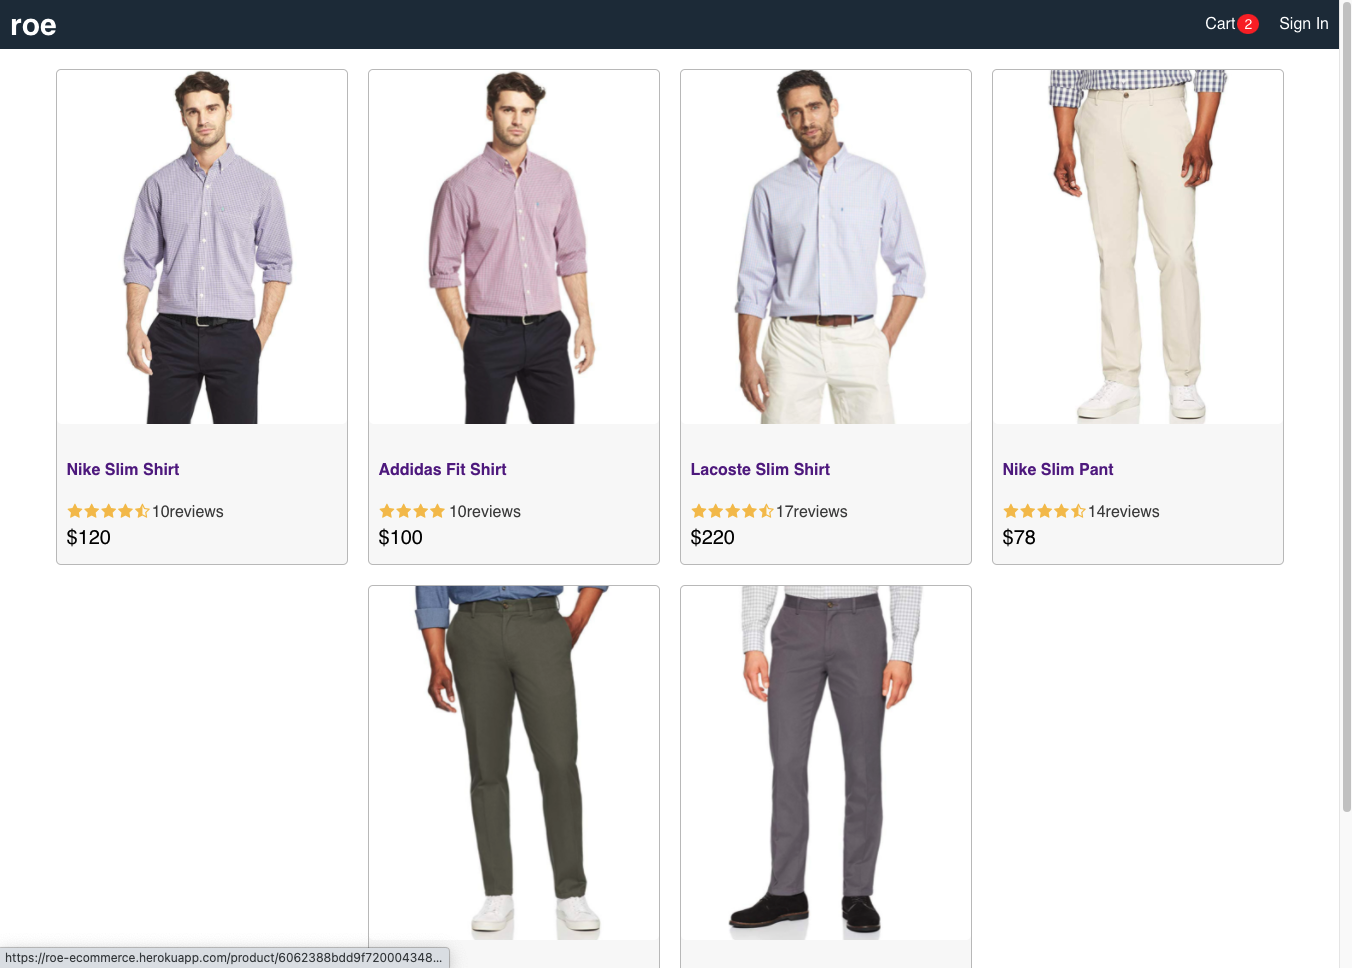 roe
Cart 2 Sign In
Nike Slim Shirt
10reviews
$120
Addidas Fit Shirt
10reviews
$100
Lacoste Slim Shirt
17reviews
$220
Nike Slim Pant
14reviews
$78
https://roe-ecommerce.herokuapp.com/product/6062388bdd9f720004348...